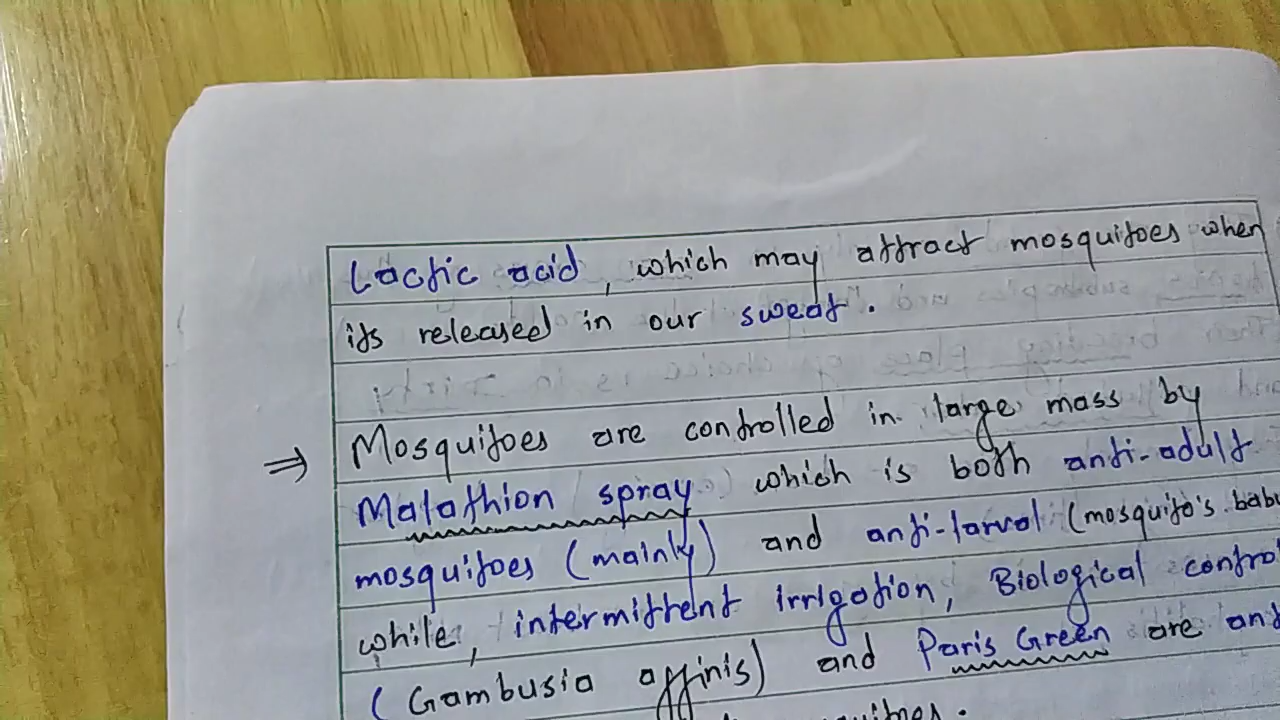 Lactic acid, which may attract mosquitoes when
its released in our sweat.
⇒ Mosquitoes are controlled in large mass by
Malathion spray which is both anti-adult
mosquitoes (mainly) and anti-larval (mosquito's
while, intermittent irrigation, Biological
(Gambusia affinis) and Paris Green are